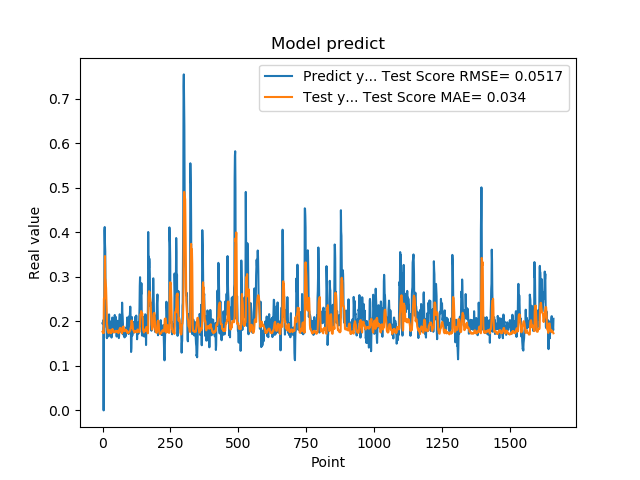 Model predict
Predict y... Test Score RMSE= 0.0517
Test y... Test Score MAE= 0.034
Real value
0.7
0.6
0.5
0.4
0.3
0.2
0.1
0.0
0 250 500 750 1000 1250 1500
Point